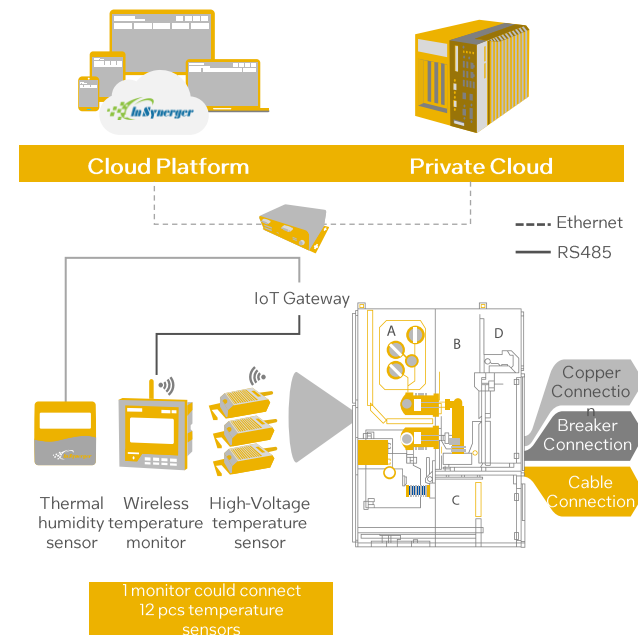 InSynerger
Cloud Platform
Private Cloud
Ethernet
RS485
IoT Gateway
A
B
D
C
Copper
Connectio
n
Breaker
Connection
Cable
Connection
Thermal
humidity
sensor
Wireless
temperature
monitor
High-Voltage
temperature
sensor
1 monitor could connect
12 pcs temperature
sensors